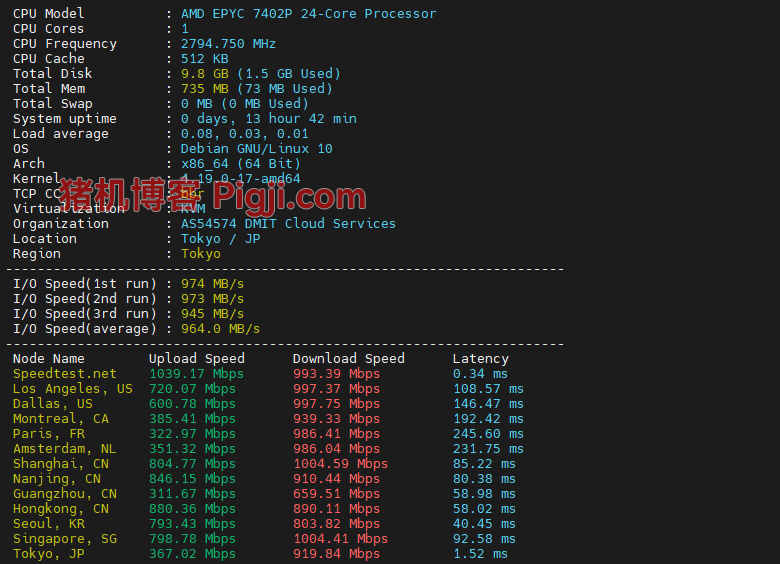 CPU Model : AMD EPYC 7402P 24-Core Processor
CPU Cores : 1
CPU Frequency : 2794.750 MHz
CPU Cache : 512 KB
Total Disk : 9.8 GB (1.5 GB Used)
Total Mem : 735 MB (73 MB Used)
Total Swap : 0 MB (0 MB Used)
System uptime : 0 days, 13 hour 42 min
Load average : 0.08, 0.03, 0.01
OS : Debian GNU/Linux 10
Arch : x86_64 (64 Bit)
Kernel : 4.19.0-17-amd64
猪机博客 Pigji.com
TCP CC : bbr
Virtualization : KVM
Organization : AS54574 DMIT Cloud Services
Location : Tokyo / JP
Region : Tokyo
----------------------------------------------------------------------
I/O Speed(1st run) : 974 MB/s
I/O Speed(2nd run) : 973 MB/s
I/O Speed(3rd run) : 945 MB/s
I/O Speed(average) : 964.0 MB/s
----------------------------------------------------------------------
Node Name Upload Speed Download Speed Latency
Speedtest.net 1039.17 Mbps 993.39 Mbps 0.34 ms
Los Angeles, US 720.07 Mbps 997.37 Mbps 108.57 ms
Dallas, US 600.78 Mbps 997.75 Mbps 146.47 ms
Montreal, CA 385.41 Mbps 939.33 Mbps 192.42 ms
Paris, FR 322.97 Mbps 986.41 Mbps 245.60 ms
Amsterdam, NL 351.32 Mbps 986.04 Mbps 231.75 ms
Shanghai, CN 804.77 Mbps 1004.59 Mbps 85.22 ms
Nanjing, CN 846.15 Mbps 910.44 Mbps 80.38 ms
Guangzhou, CN 311.67 Mbps 659.51 Mbps 58.98 ms
Hongkong, CN 880.36 Mbps 890.11 Mbps 58.02 ms
Seoul, KR 793.43 Mbps 803.82 Mbps 40.45 ms
Singapore, SG 798.78 Mbps 1004.41 Mbps 92.58 ms
Tokyo, JP 367.02 Mbps 919.84 Mbps 1.52 ms